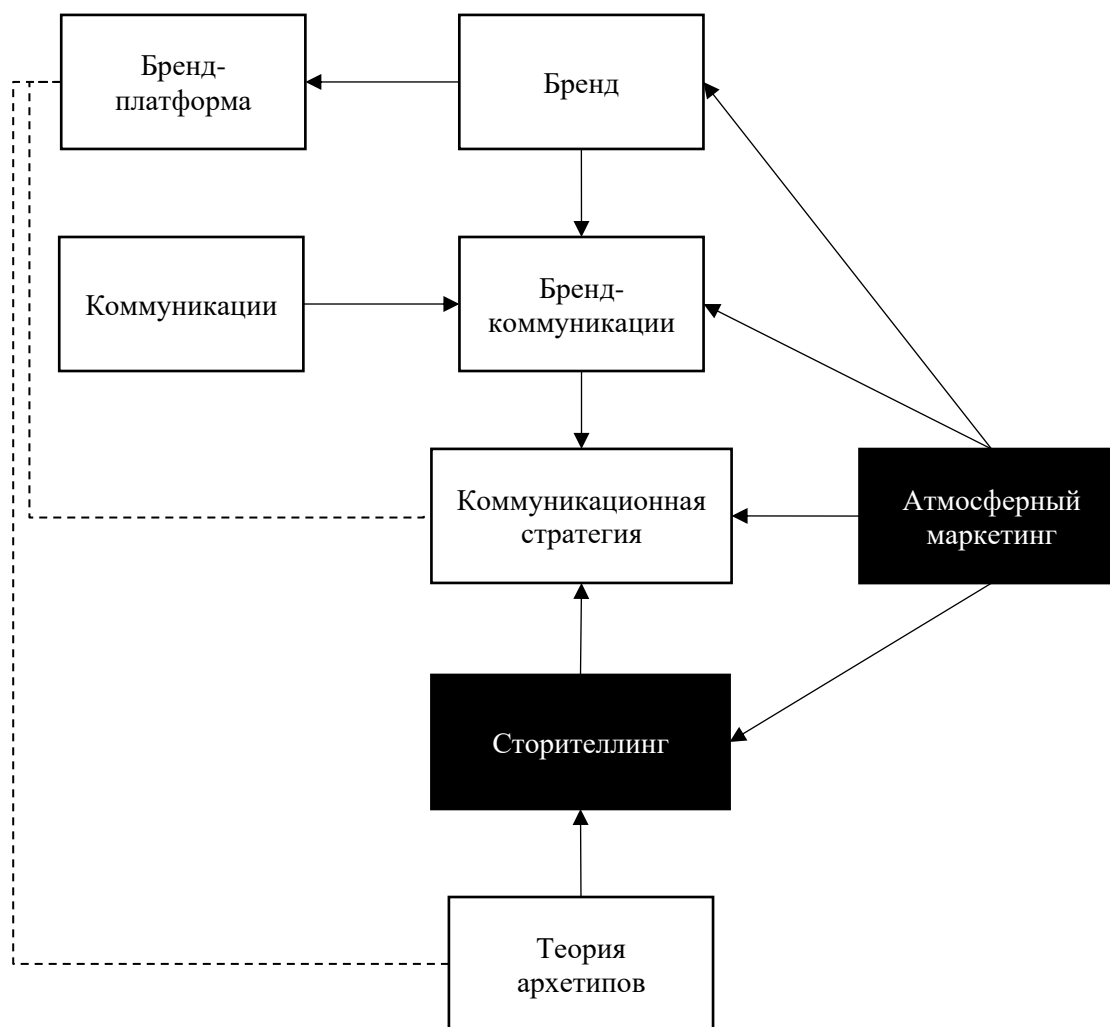 Бренд-
платформа
Бренд
Коммуникации
Бренд-
коммуникации
Коммуникационная
стратегия
Атмосферный
маркетинг
Сторителлинг
Теория
архетипов